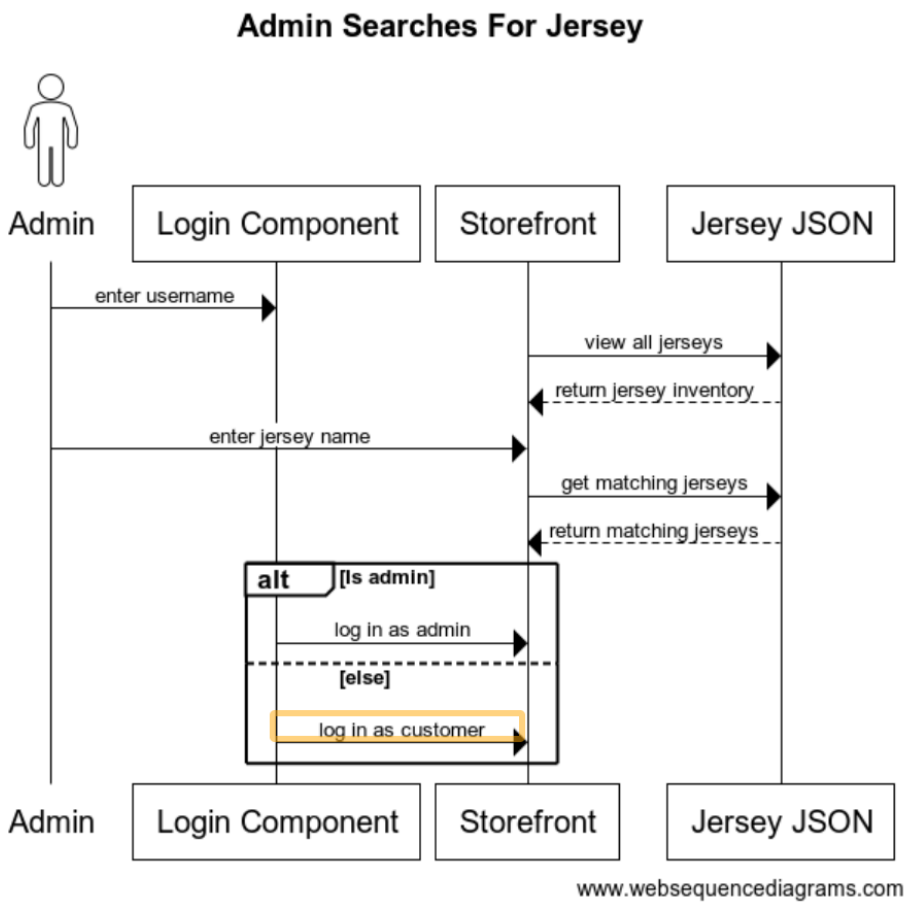 Admin Searches For Jersey
Admin
Login Component
Storefront
Jersey JSON
enter username
view all jerseys
return jersey inventory
enter jersey name
get matching jerseys
return matching jerseys
alt
[Is admin]
log in as admin
[else]
log in as customer
Admin
Login Component
Storefront
Jersey JSON
www.websequencediagrams.com